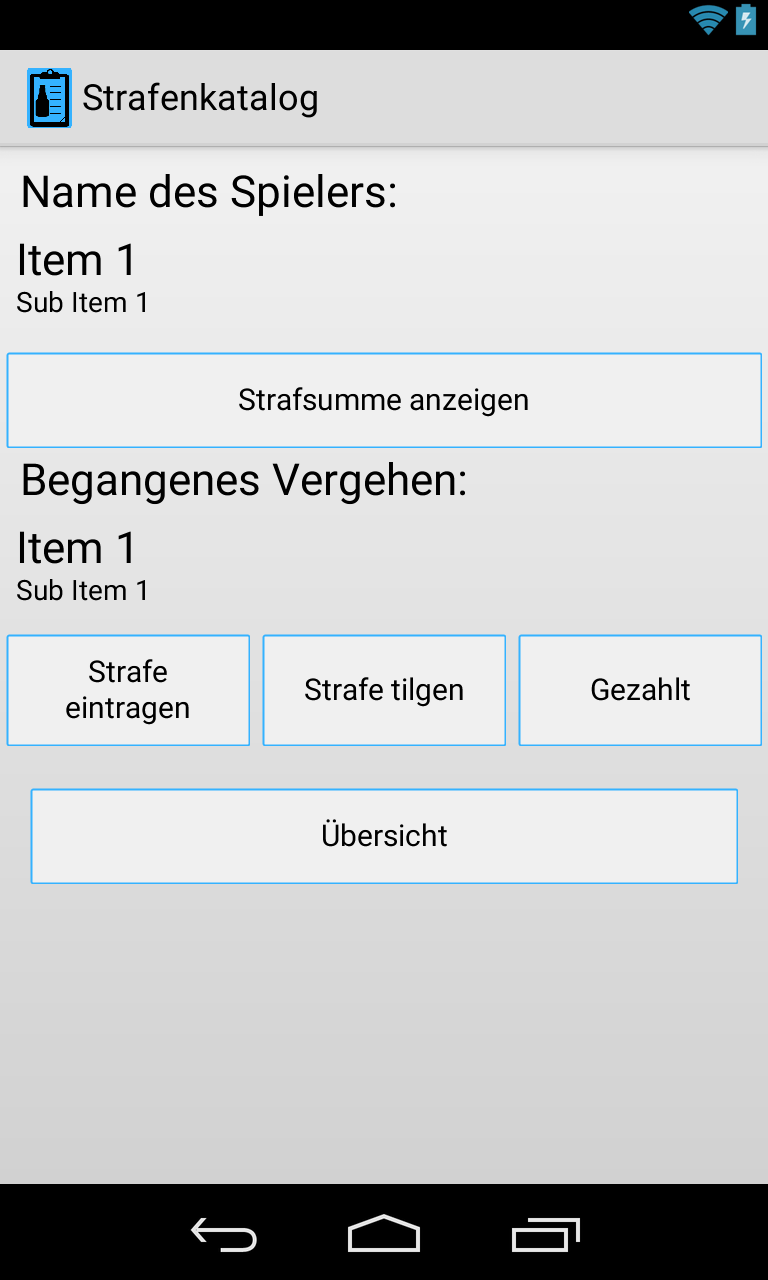 Strafenkatalog
Name des Spielers:
Item 1
Sub Item 1
Strafsumme anzeigen
Begangenes Vergehen:
Item 1
Sub Item 1
Strafe
eintragen
Strafe tilgen
Gezahlt
Übersicht